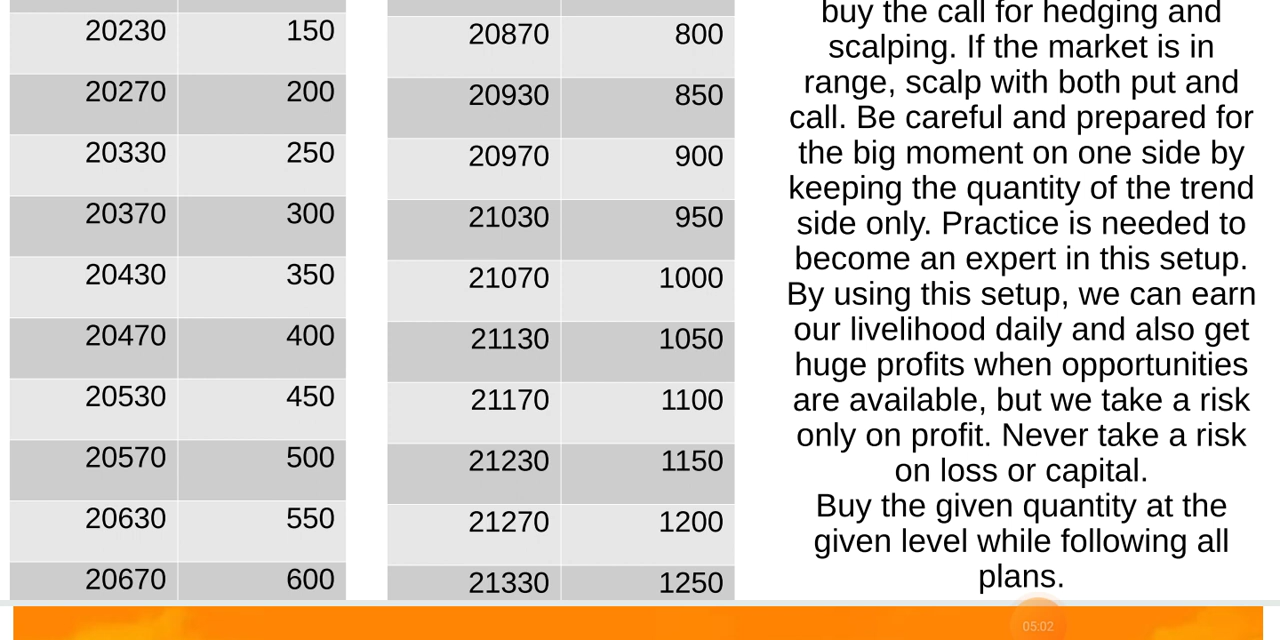 20230 150
20270 200
20330 250
20370 300
20430 350
20470 400
20530 450
20570 500
20630 550
20670 600
20870 800
20930 850
20970 900
21030 950
21070 1000
21130 1050
21170 1100
21230 1150
21270 1200
21330 1250
buy the call for hedging and
scalping. If the market is in
range, scalp with both put and
call. Be careful and prepared for
the big moment on one side by
keeping the quantity of the trend
side only. Practice is needed to
become an expert in this setup.
By using this setup, we can earn
our livelihood daily and also get
huge profits when opportunities
are available, but we take a risk
only on profit. Never take a risk
on loss or capital.
Buy the given quantity at the
given level while following all
plans.
05:02